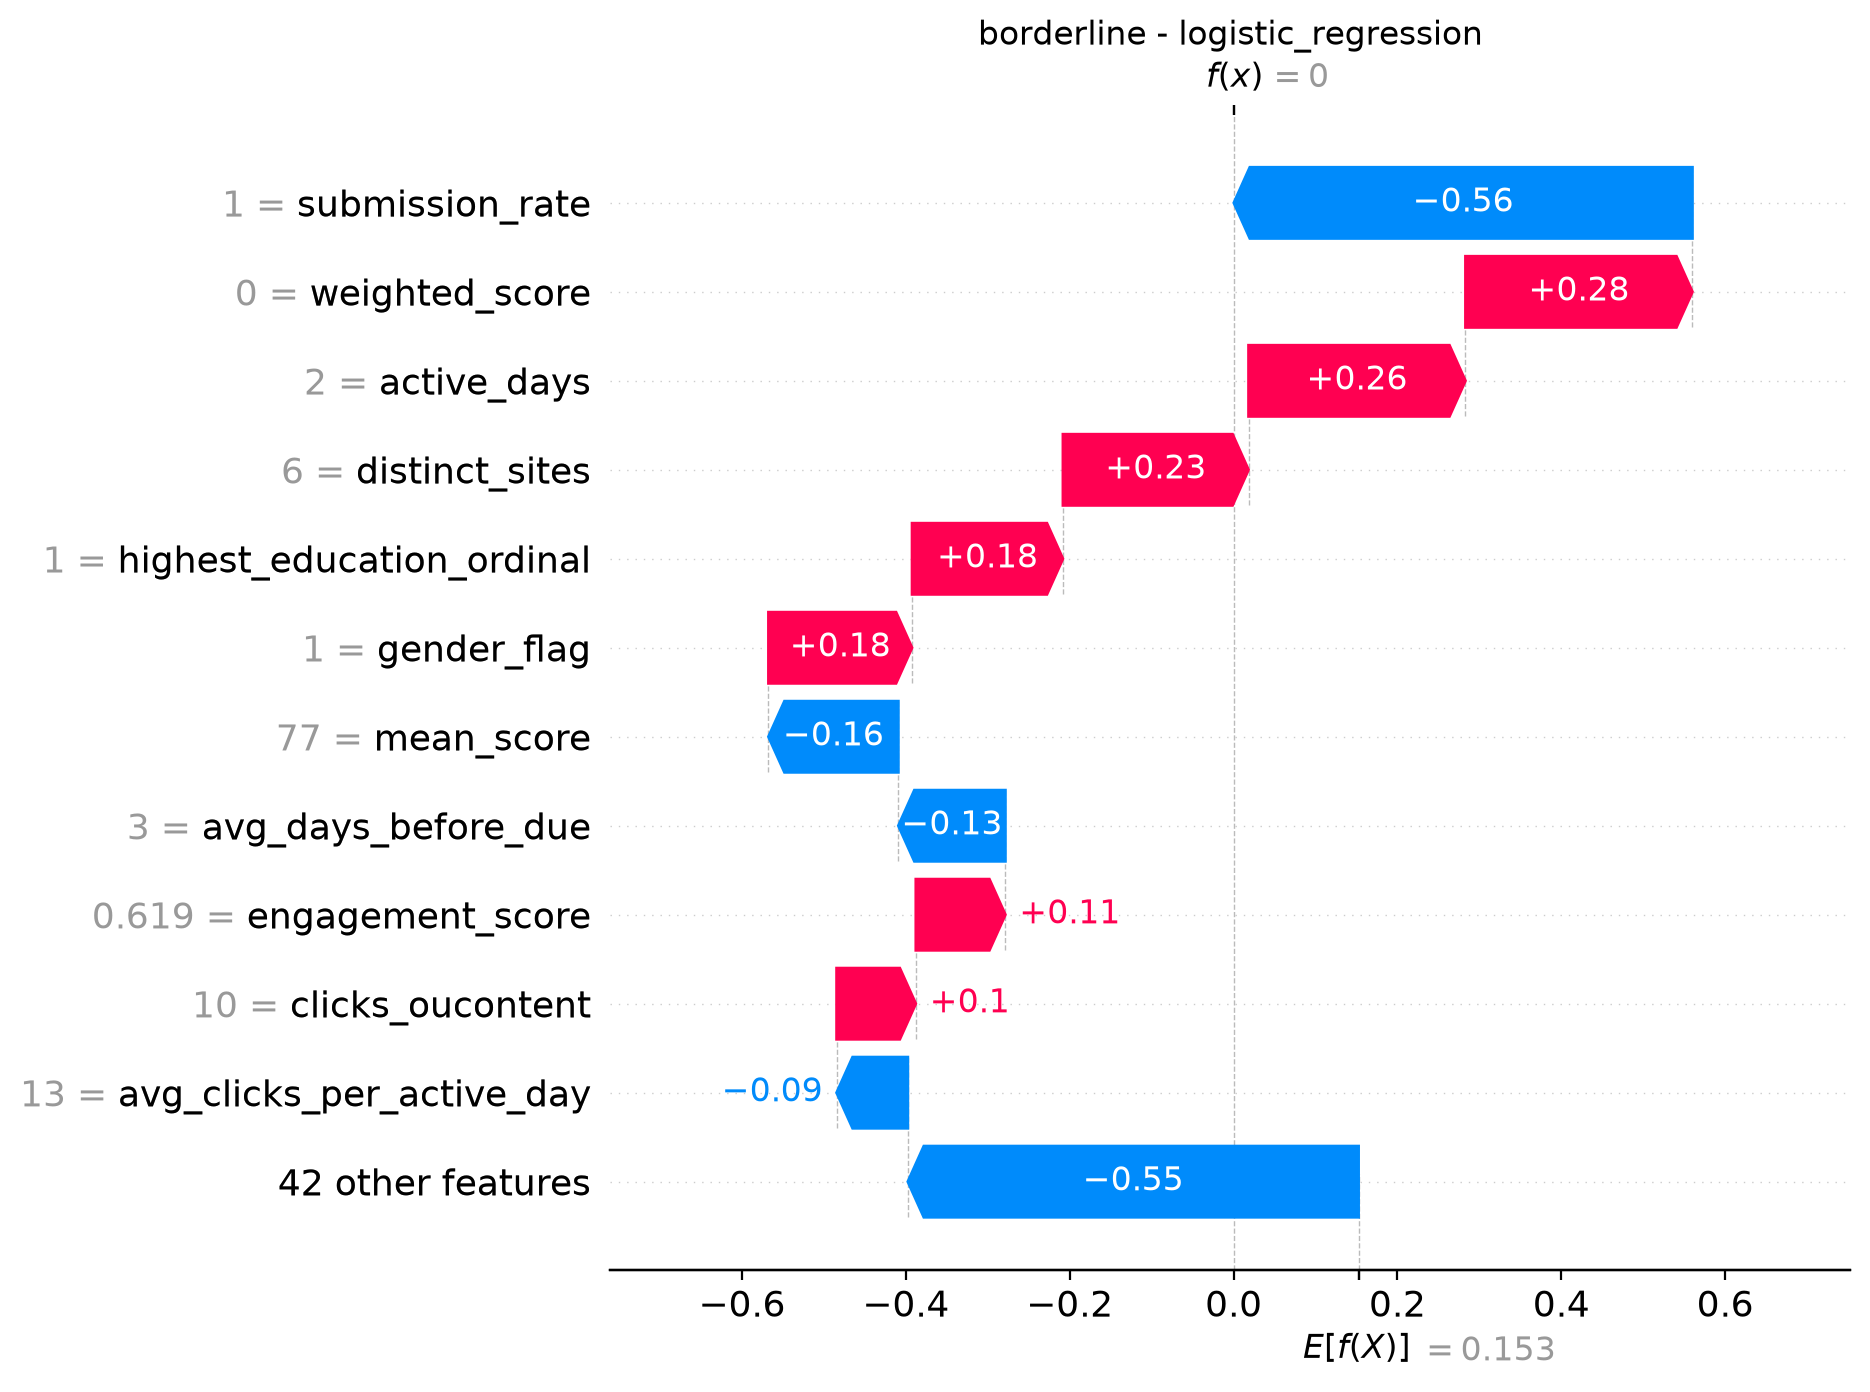 borderline - logistic_regression
f(x) = 0
1 = submission_rate
−0.56
0 = weighted_score
+0.28
2 = active_days
+0.26
6 = distinct_sites
+0.23
1 = highest_education_ordinal
+0.18
1 = gender_flag
+0.18
77 = mean_score
−0.16
3 = avg_days_before_due
−0.13
0.619 = engagement_score
+0.11
10 = clicks_oucontent
+0.1
13 = avg_clicks_per_active_day
−0.09
42 other features
−0.55
−0.6 −0.4 −0.2 0.0 0.2 0.4 0.6
E[f(X)] = 0.153